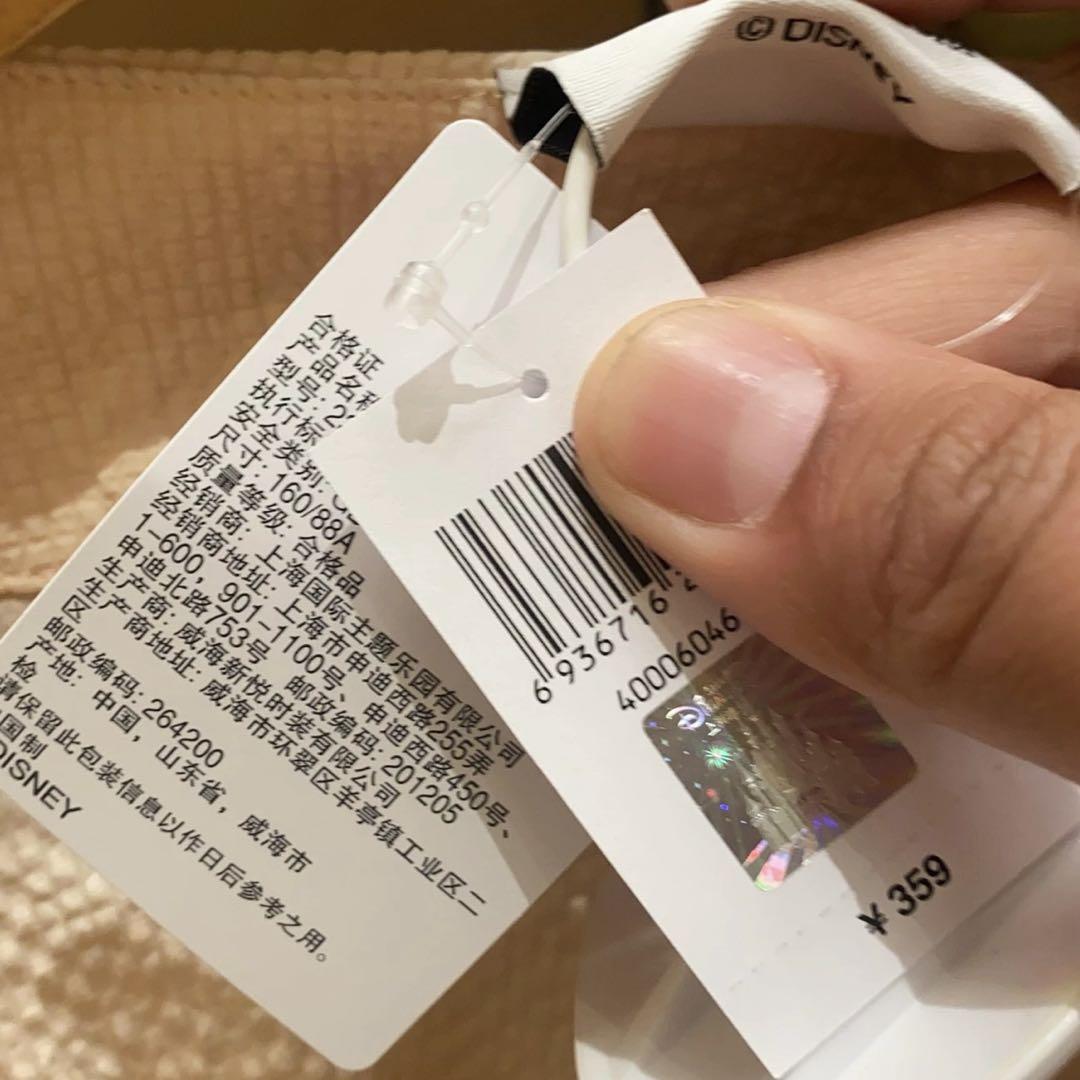 © DISNEY
合格证
产品名称
型号: 2
执行标
安全类别:
尺寸: 160/88A
质量等级: 合格品
经销商: 上海国际主题乐园有限公司
经销商地址: 上海市申迪西路255弄
1-600, 901-1100号、申迪西路450号、
申迪北路753号 邮政编码: 201205
生产商: 威海新悦时装有限公司
生产商地址: 威海市环翠区羊亭镇工业区二
区
邮政编码: 264200
产地: 中国, 山东省, 威海市
检
请保留此包装信息以作日后参考之用。
国制
DISNEY
6 936716 2
40006046
¥ 359